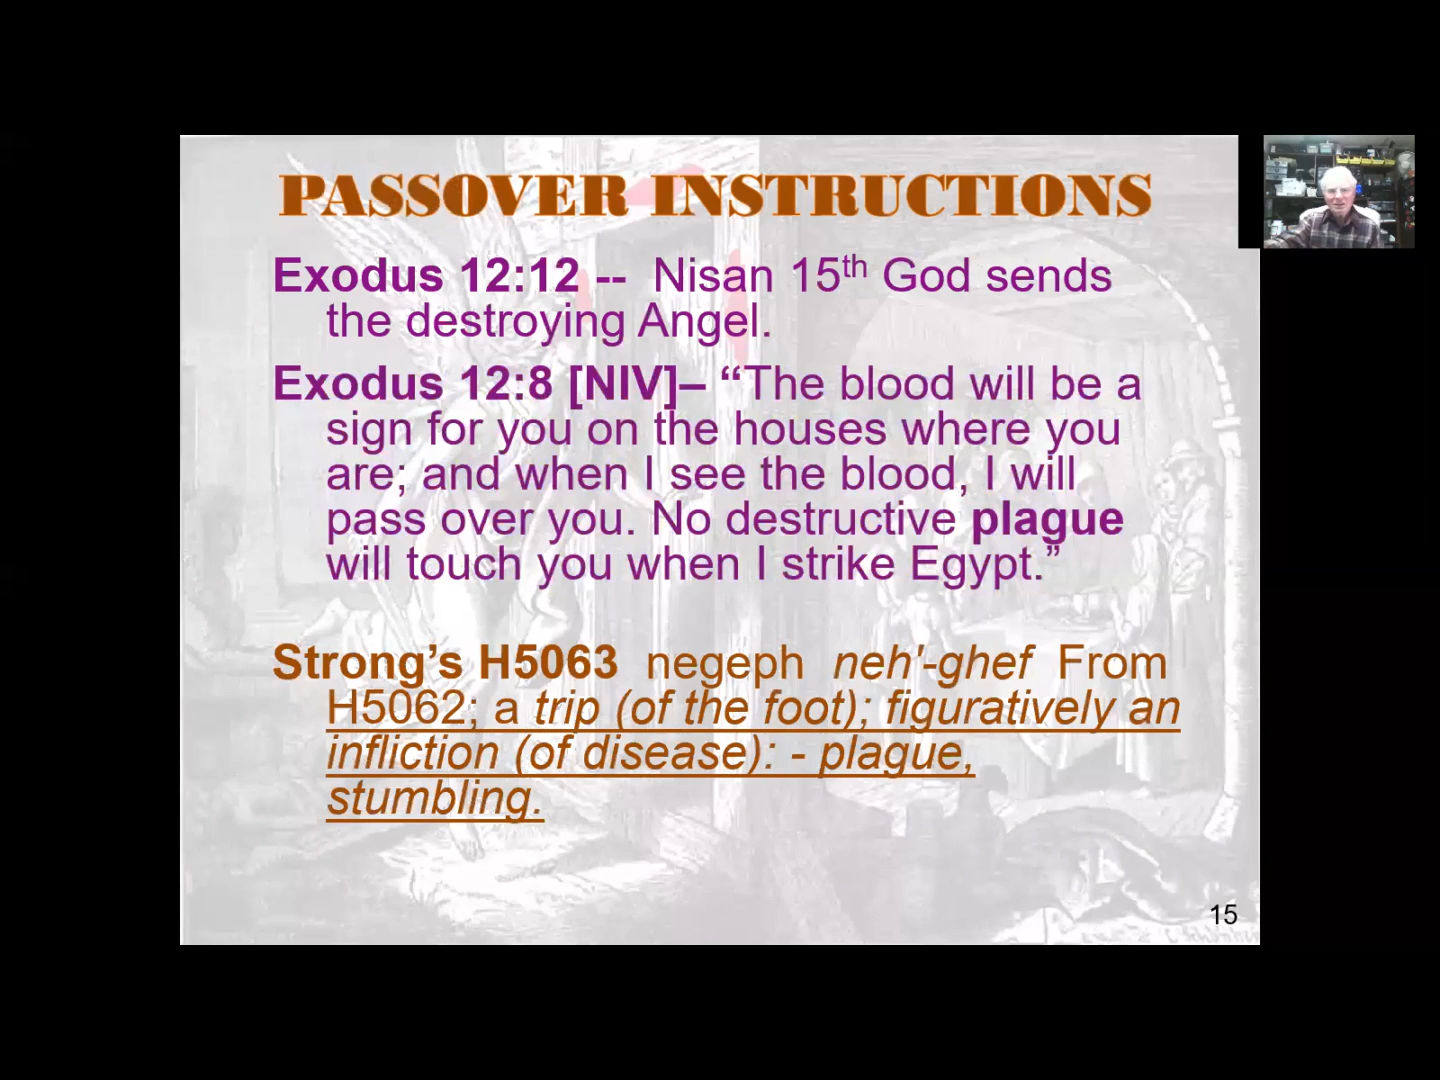 PASSOVER INSTRUCTIONS
Exodus 12:12 -- Nisan 15th God sends
the destroying Angel.
Exodus 12:8 [NIV]– “The blood will be a
sign for you on the houses where you
are; and when I see the blood, I will
pass over you. No destructive plague
will touch you when I strike Egypt.”
Strong’s H5063 negeph neh'-ghef From
H5062; a trip (of the foot); figuratively an
infliction (of disease): - plague,
stumbling.
15